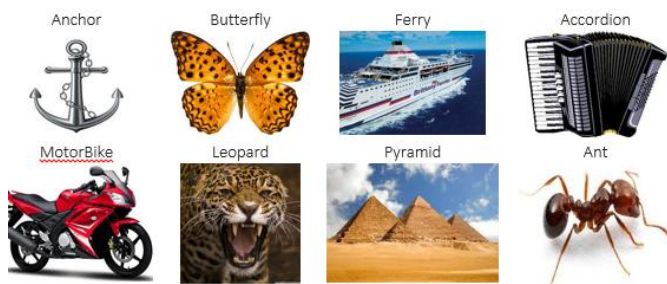 Anchor
Butterfly
Ferry
Accordion
MotorBike
Leopard
Pyramid
Ant